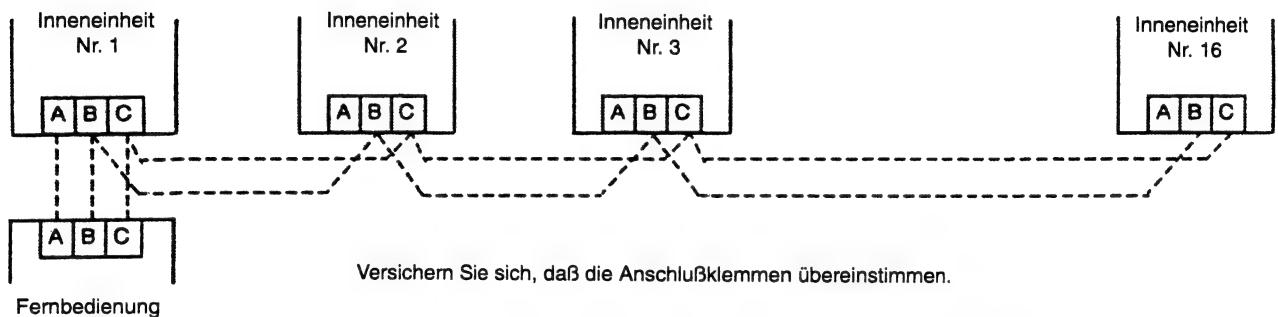 Inneneinheit
Nr. 1
Inneneinheit
Nr. 2
Inneneinheit
Nr. 3
Inneneinheit
Nr. 16
A B C
A B C
A B C
A B C
A B C
Versichern Sie sich, daß die Anschlußklemmen übereinstimmen.
Fernbedienung